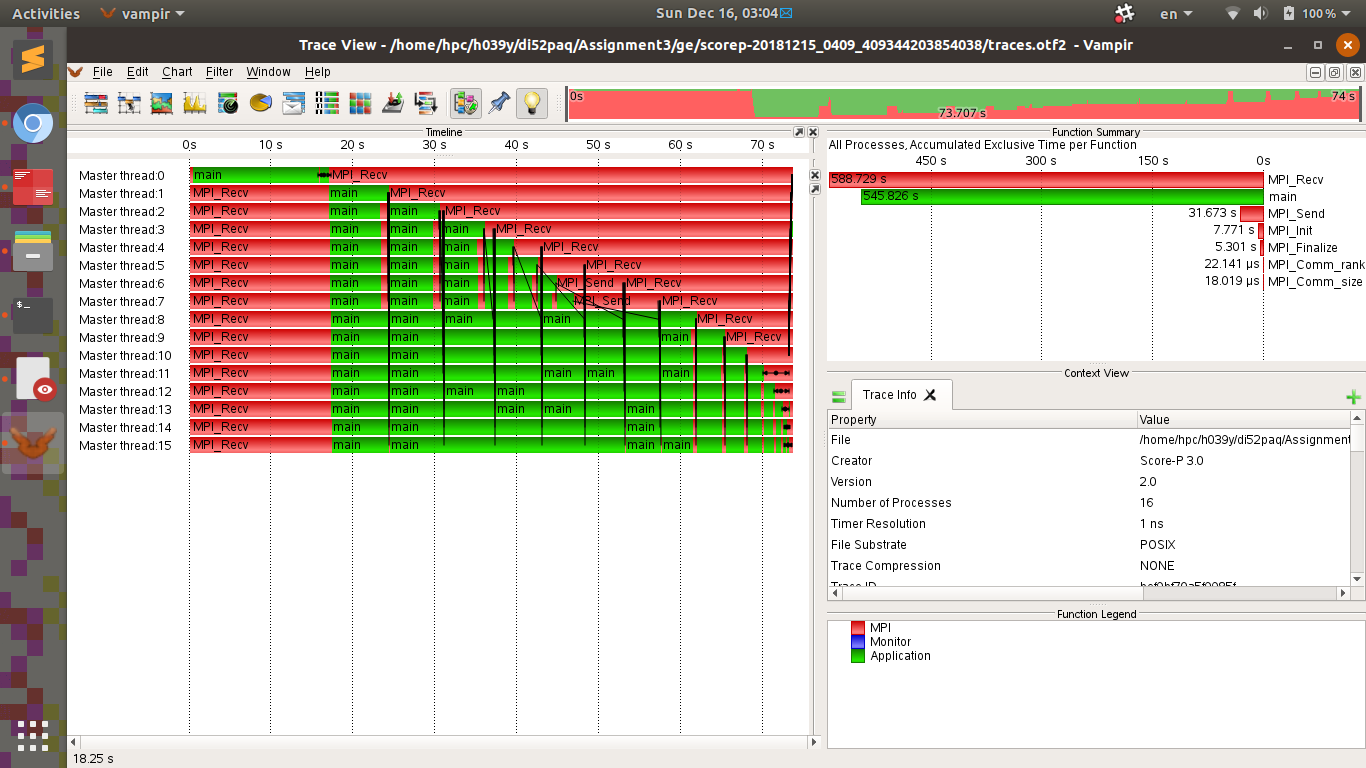 Activities vampir Sun Dec 16, 03:04 en 100 %
Trace View - /home/hpc/h039y/di52paq/Assignment3/ge/scorep-20181215_0409_409344203854038/traces.otf2 - Vampir
File Edit Chart Filter Window Help
0s 73.707 s 74 s
Timeline
0s 10 s 20 s 30 s 40 s 50 s 60 s 70 s
Master thread:0 main MPI_Recv
Master thread:1 MPI_Recv main MPI_Recv
Master thread:2 MPI_Recv main main MPI_Recv
Master thread:3 MPI_Recv main main main MPI_Recv
Master thread:4 MPI_Recv main main main MPI_Recv
Master thread:5 MPI_Recv main main main MPI_Recv
Master thread:6 MPI_Recv main main main MPI_Send MPI_Recv
Master thread:7 MPI_Recv main main main MPI_Send MPI_Recv
Master thread:8 MPI_Recv main main main main MPI_Recv
Master thread:9 MPI_Recv main main main MPI_Recv
Master thread:10 MPI_Recv main main
Master thread:11 MPI_Recv main main main main main
Master thread:12 MPI_Recv main main main main
Master thread:13 MPI_Recv main main main main main
Master thread:14 MPI_Recv main main main
Master thread:15 MPI_Recv main main main main
18.25 s
Function Summary
All Processes, Accumulated Exclusive Time per Function
450 s 300 s 150 s 0s
588.729 s MPI_Recv
545.826 s main
31.673 s MPI_Send
7.771 s MPI_Init
5.301 s MPI_Finalize
22.141 µs MPI_Comm_rank
18.019 µs MPI_Comm_size
Context View
Trace Info
Property Value
File /home/hpc/h039y/di52paq/Assignment
Creator Score-P 3.0
Version 2.0
Number of Processes 16
Timer Resolution 1 ns
File Substrate POSIX
Trace Compression NONE
Trace ID
Function Legend
MPI
Monitor
Application